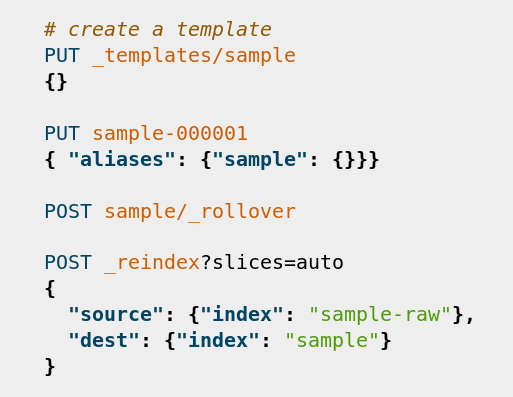 # create a template
PUT _templates/sample
{}
PUT sample-000001
{ "aliases": {"sample": {}}}
POST sample/_rollover
POST _reindex?slices=auto
{
"source": {"index": "sample-raw"},
"dest": {"index": "sample"}
}